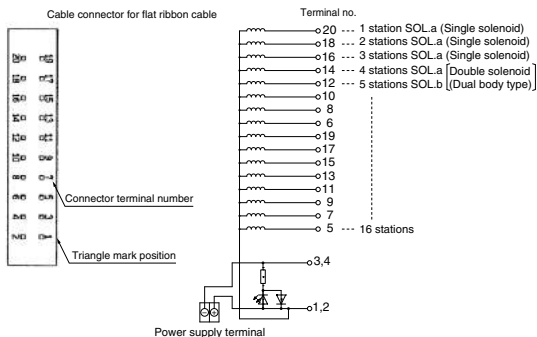 Cable connector for flat ribbon cable
Terminal no.
20 1 station SOL.a (Single solenoid)
18 2 stations SOL.a (Single solenoid)
16 3 stations SOL.a (Single solenoid)
14 4 stations SOL.a [Double solenoid
12 5 stations SOL.b (Dual body type)]
10
8
6
19
17
15
13
11
9
7
5 16 stations
Connector terminal number
Triangle mark position
3,4
1,2
Power supply terminal